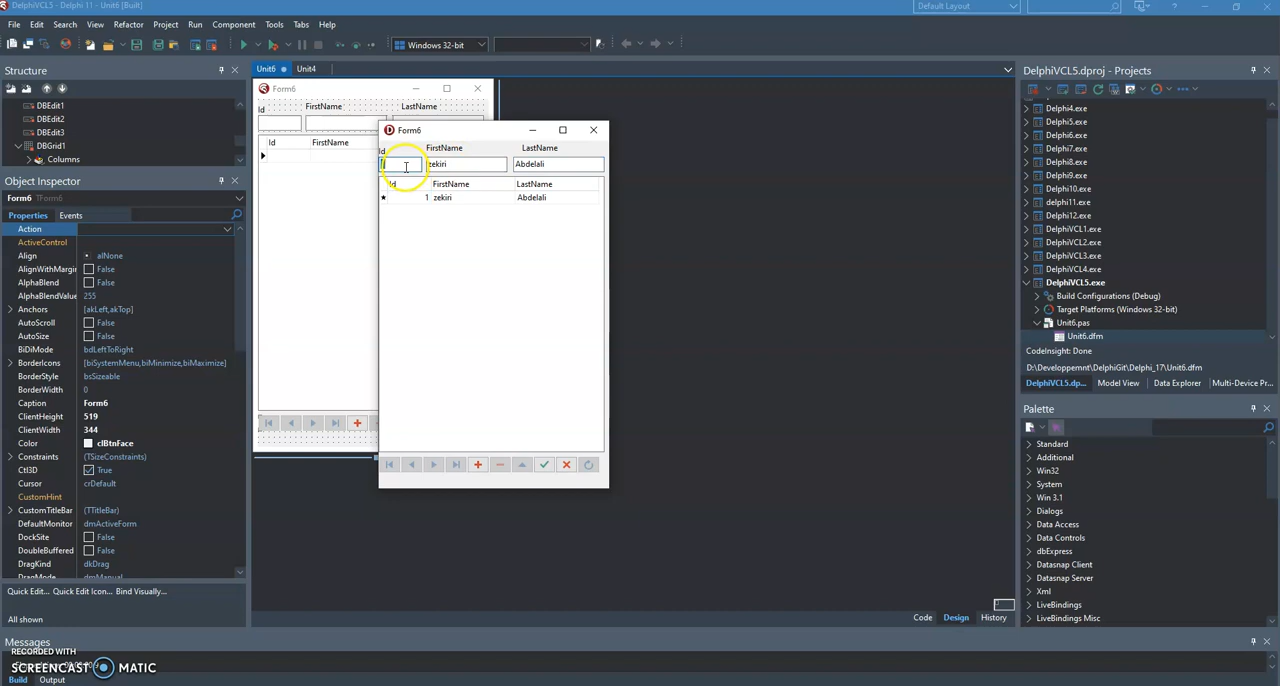 DelphiVCL5 - Delphi 11 - Unit6 [Built]
Default Layout
File Edit Search View Refactor Project Run Component Tools Tabs Help
Windows 32-bit
Structure
DBEdit1
DBEdit2
DBEdit3
DBGrid1
Columns
Object Inspector
Form6 TForm6
Properties Events
Action
ActiveControl
Align alNone
AlignWithMargin False
AlphaBlend False
AlphaBlendValue 255
Anchors [akLeft,akTop]
AutoScroll False
AutoSize False
BiDiMode bdLeftToRight
BorderIcons [biSystemMenu,biMinimize,biMaximize]
BorderStyle bsSizeable
BorderWidth 0
Caption Form6
ClientHeight 519
ClientWidth 344
Color clBtnFace
Constraints (TSizeConstraints)
Ctl3D True
Cursor crDefault
CustomHint
CustomTitleBar (TTitleBar)
DefaultMonitor dmActiveForm
DockSite False
DoubleBuffered False
DragKind dkDrag
DragMode dmManual
Quick Edit... Quick Edit Icon... Bind Visually...
All shown
Messages
RECORDED WITH
SCREENCAST MATIC
Build Output
Unit6 Unit4
Form6
Id FirstName LastName
Id FirstName
Form6
Id FirstName LastName
zekiri Abdelali
Id FirstName LastName
1 zekiri Abdelali
Code Design History
DelphiVCL5.dproj - Projects
Delphi4.exe
Delphi5.exe
Delphi6.exe
Delphi7.exe
Delphi8.exe
Delphi9.exe
Delphi10.exe
delphi11.exe
Delphi12.exe
DelphiVCL1.exe
DelphiVCL2.exe
DelphiVCL3.exe
DelphiVCL4.exe
DelphiVCL5.exe
Build Configurations (Debug)
Target Platforms (Windows 32-bit)
Unit6.pas
Unit6.dfm
CodeInsight: Done
D:\Developpemnt\DelphiGit\Delphi_17\Unit6.dfm
DelphiVCL5.dp... Model View Data Explorer Multi-Device Pr...
Palette
Standard
Additional
Win32
System
Win 3.1
Dialogs
Data Access
Data Controls
dbExpress
Datasnap Client
Datasnap Server
Xml
LiveBindings
LiveBindings Misc